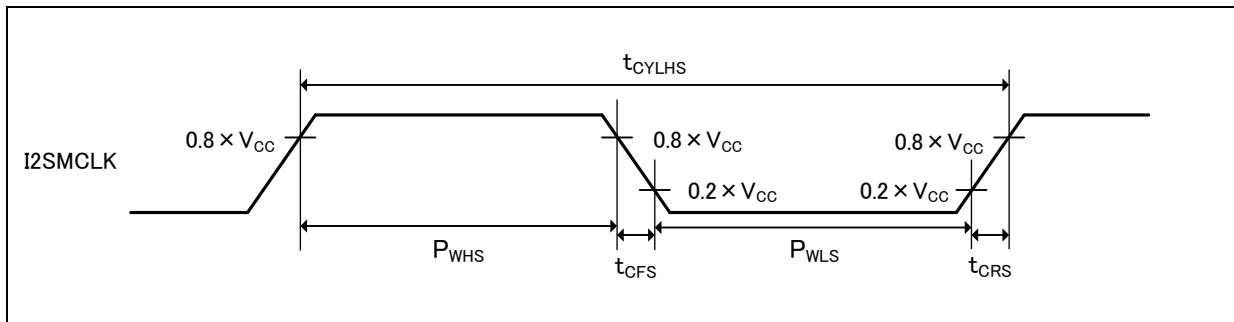 tCYLHS
0.8 × VCC
0.8 × VCC
0.8 × VCC
I2SMCLK
0.2 × VCC
0.2 × VCC
PWHS
tCFS
PWLS
tCRS